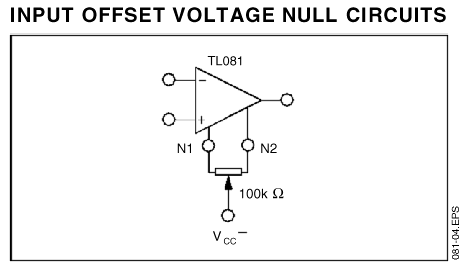 INPUT OFFSET VOLTAGE NULL CIRCUITS
TL081
−
+
N1
N2
100k Ω
VCC−
081-04.EPS